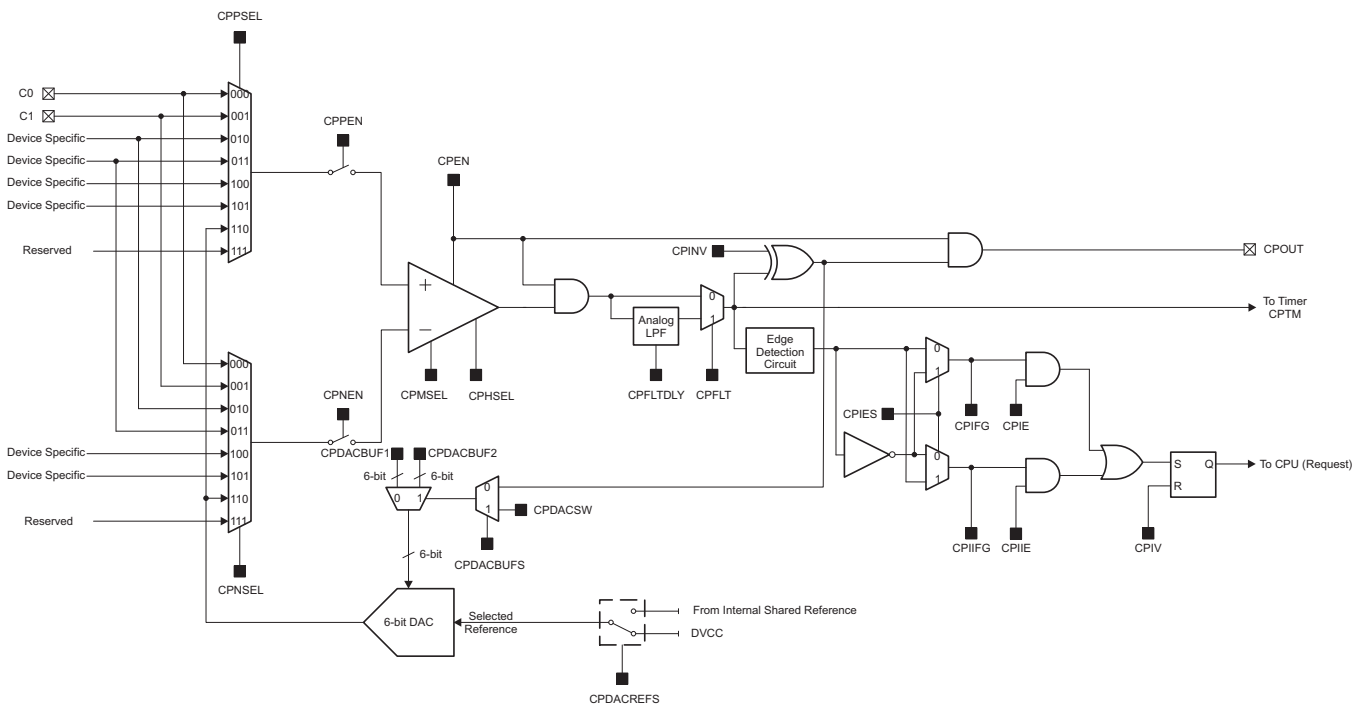 CPPSEL
C0
000
C1
001
Device Specific
010
CPPEN
Device Specific
011
CPEN
Device Specific
100
Device Specific
101
110
Reserved
111
CPINV
CPOUT
+
−
0
1
Analog
LPF
To Timer
CPTM
Edge
Detection
Circuit
0
1
CPMSEL
CPHSEL
CPFLTDLY
CPFLT
CPIES
CPIFG
CPIE
000
001
010
CPNEN
011
CPDACBUF1
CPDACBUF2
Device Specific
100
6-bit
6-bit
0
1
S
Q
To CPU (Request)
R
Device Specific
101
110
0 1
0
1
CPDACSW
Reserved
111
CPIIFG
CPIIE
CPIV
CPDACBUFS
6-bit
CPNSEL
6-bit DAC
Selected
Reference
From Internal Shared Reference
DVCC
CPDACREFS